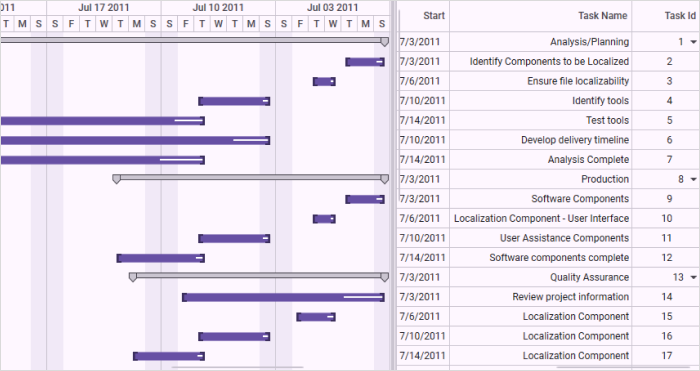 011 Jul 17 2011 Jul 10 2011 Jul 03 2011 Start Task Name Task Id
T M S S F T W T M S S F T W T M S S F T W T M S
7/3/2011 Analysis/Planning 1
7/3/2011 Identify Components to be Localized 2
7/6/2011 Ensure file localizability 3
7/10/2011 Identify tools 4
7/14/2011 Test tools 5
7/10/2011 Develop delivery timeline 6
7/14/2011 Analysis Complete 7
7/3/2011 Production 8
7/3/2011 Software Components 9
7/6/2011 Localization Component - User Interface 10
7/10/2011 User Assistance Components 11
7/14/2011 Software components complete 12
7/3/2011 Quality Assurance 13
7/3/2011 Review project information 14
7/6/2011 Localization Component 15
7/10/2011 Localization Component 16
7/14/2011 Localization Component 17